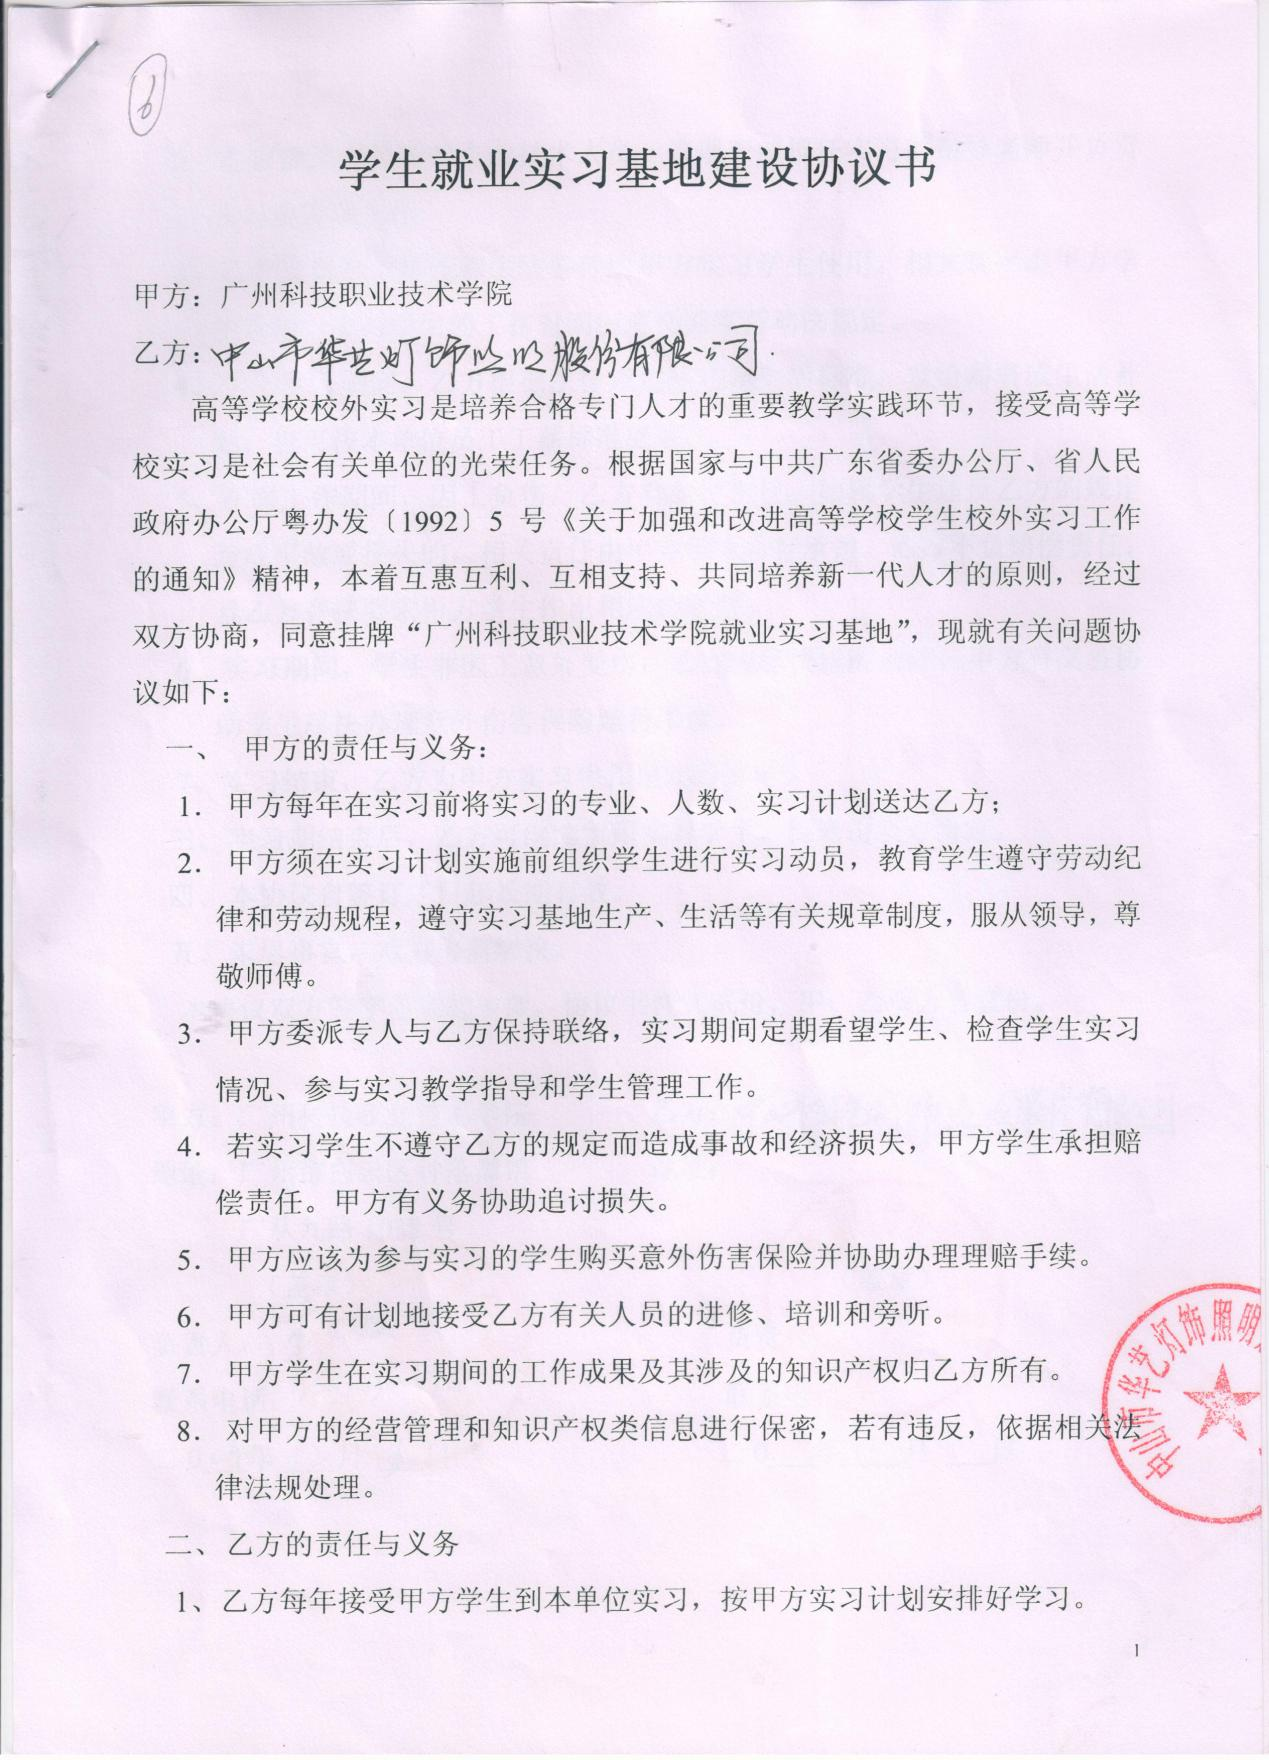 6
学生就业实习基地建设协议书
甲方：广州科技职业技术学院
乙方：中山市华艺灯饰照明股份有限公司.
高等学校校外实习是培养合格专门人才的重要教学实践环节，接受高等学
校实习是社会有关单位的光荣任务。根据国家与中共广东省委办公厅、省人民
政府办公厅粤办发〔1992〕5 号《关于加强和改进高等学校学生校外实习工作
的通知》精神，本着互惠互利、互相支持、共同培养新一代人才的原则，经过
双方协商，同意挂牌“广州科技职业技术学院就业实习基地”，现就有关问题协
议如下：
一、 甲方的责任与义务：
1. 甲方每年在实习前将实习的专业、人数、实习计划送达乙方；
2. 甲方须在实习计划实施前组织学生进行实习动员，教育学生遵守劳动纪
律和劳动规程，遵守实习基地生产、生活等有关规章制度，服从领导，尊
敬师傅。
3. 甲方委派专人与乙方保持联络，实习期间定期看望学生、检查学生实习
情况、参与实习教学指导和学生管理工作。
4. 若实习学生不遵守乙方的规定而造成事故和经济损失，甲方学生承担赔
偿责任。甲方有义务协助追讨损失。
5. 甲方应该为参与实习的学生购买意外伤害保险并协助办理理赔手续。
6. 甲方可有计划地接受乙方有关人员的进修、培训和旁听。
7. 甲方学生在实习期间的工作成果及其涉及的知识产权归乙方所有。
8. 对甲方的经营管理和知识产权类信息进行保密，若有违反，依据相关法
律法规处理。
中山市华艺灯饰照明
二、乙方的责任与义务
1、乙方每年接受甲方学生到本单位实习，按甲方实习计划安排好学习。
1